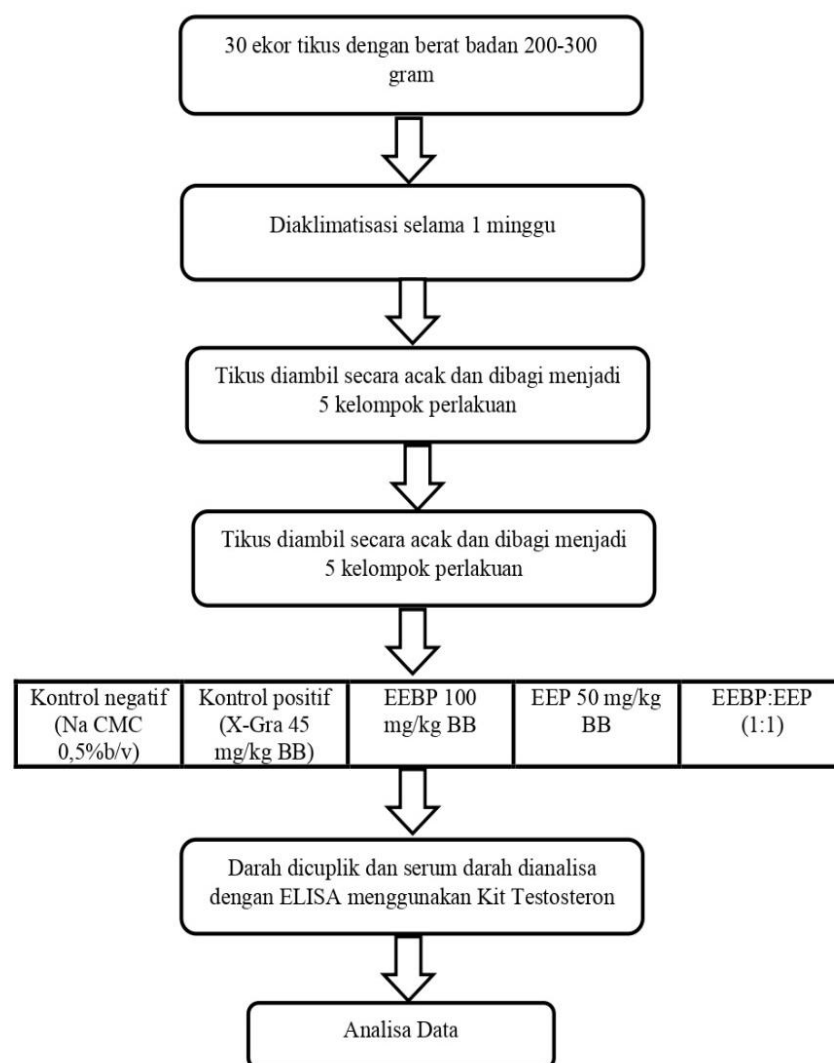 30 ekor tikus dengan berat badan 200-300
gram
Diaklimatisasi selama 1 minggu
Tikus diambil secara acak dan dibagi menjadi
5 kelompok perlakuan
Tikus diambil secara acak dan dibagi menjadi
5 kelompok perlakuan
Kontrol negatif
(Na CMC
0,5%b/v)
Kontrol positif
(X-Gra 45
mg/kg BB)
EEBP 100
mg/kg BB
EEP 50 mg/kg
BB
EEBP:EEP
(1:1)
Darah dicuplik dan serum darah dianalisa
dengan ELISA menggunakan Kit Testosteron
Analisa Data